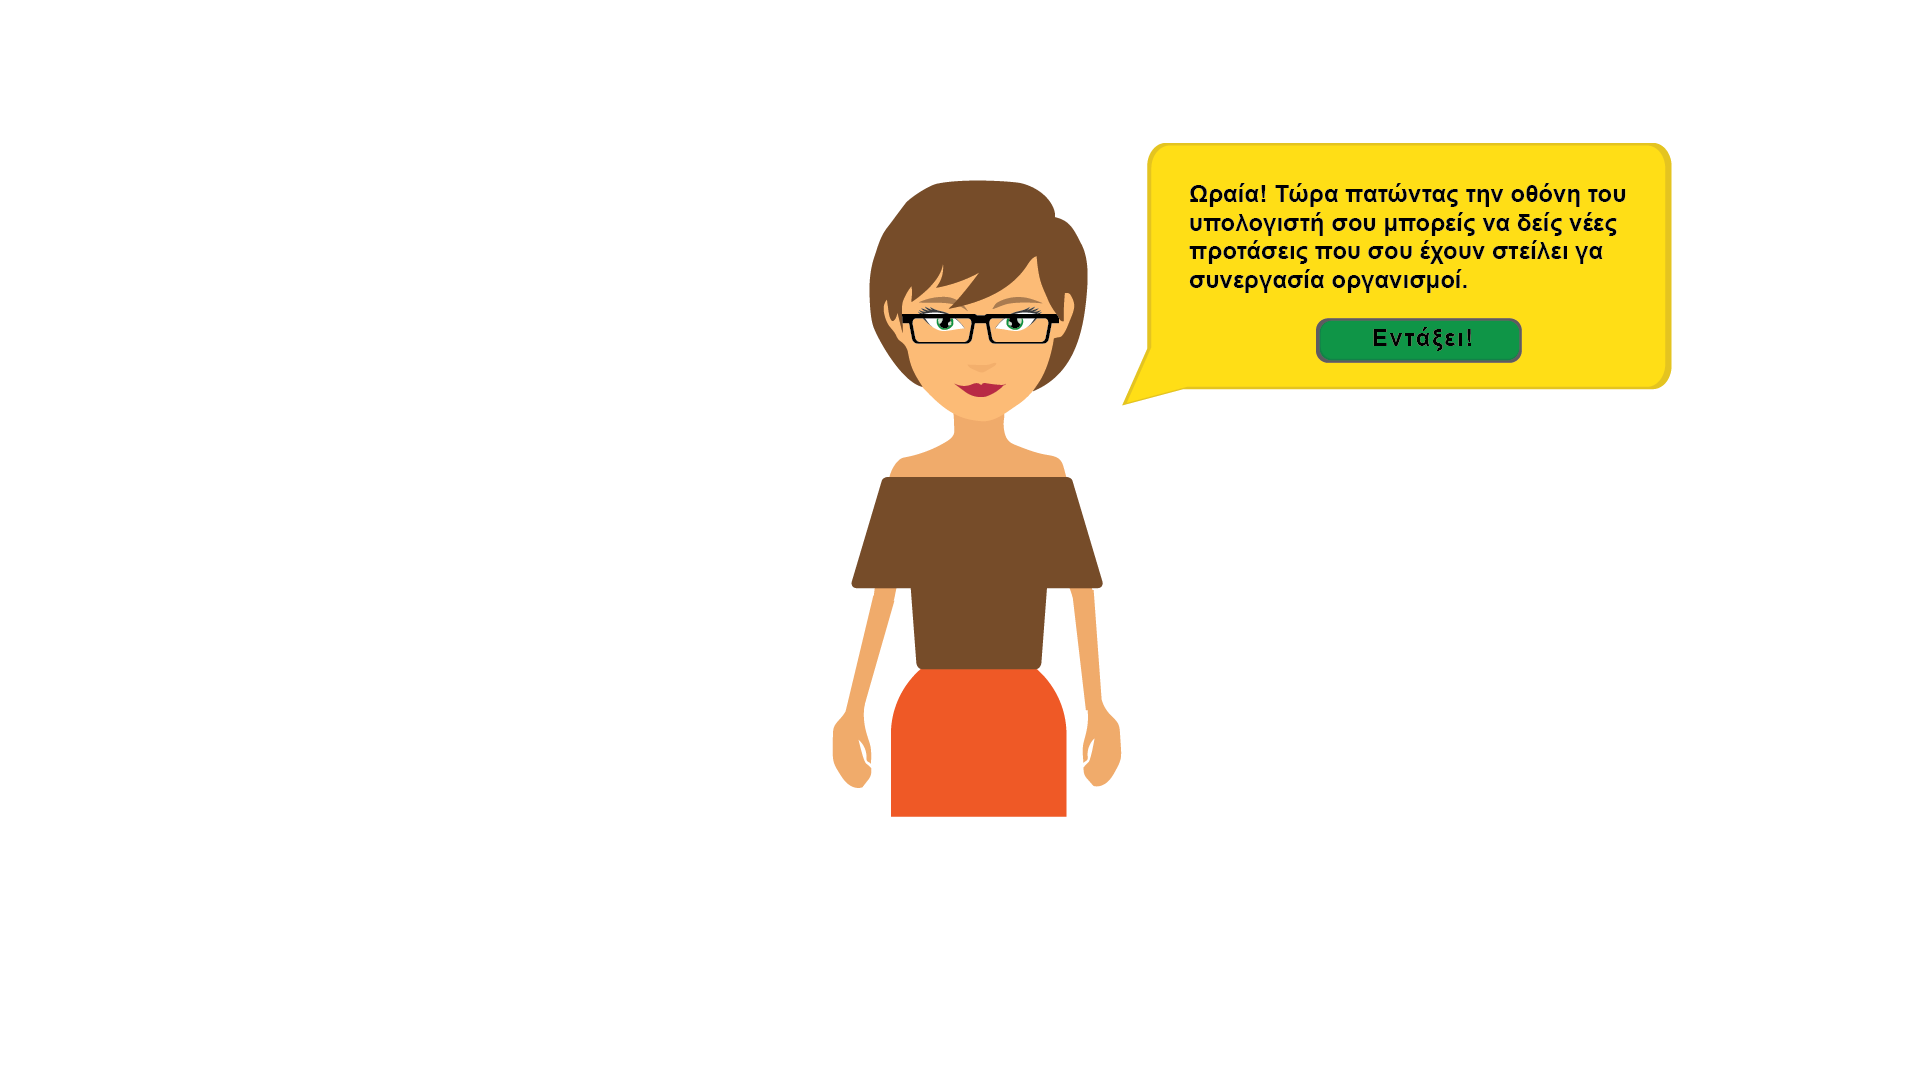 Ωραία! Τώρα πατώντας την οθόνη του
υπολογιστή σου μπορείς να δείς νέες
προτάσεις που σου έχουν στείλει γα
συνεργασία οργανισμοί.
Εντάξει!